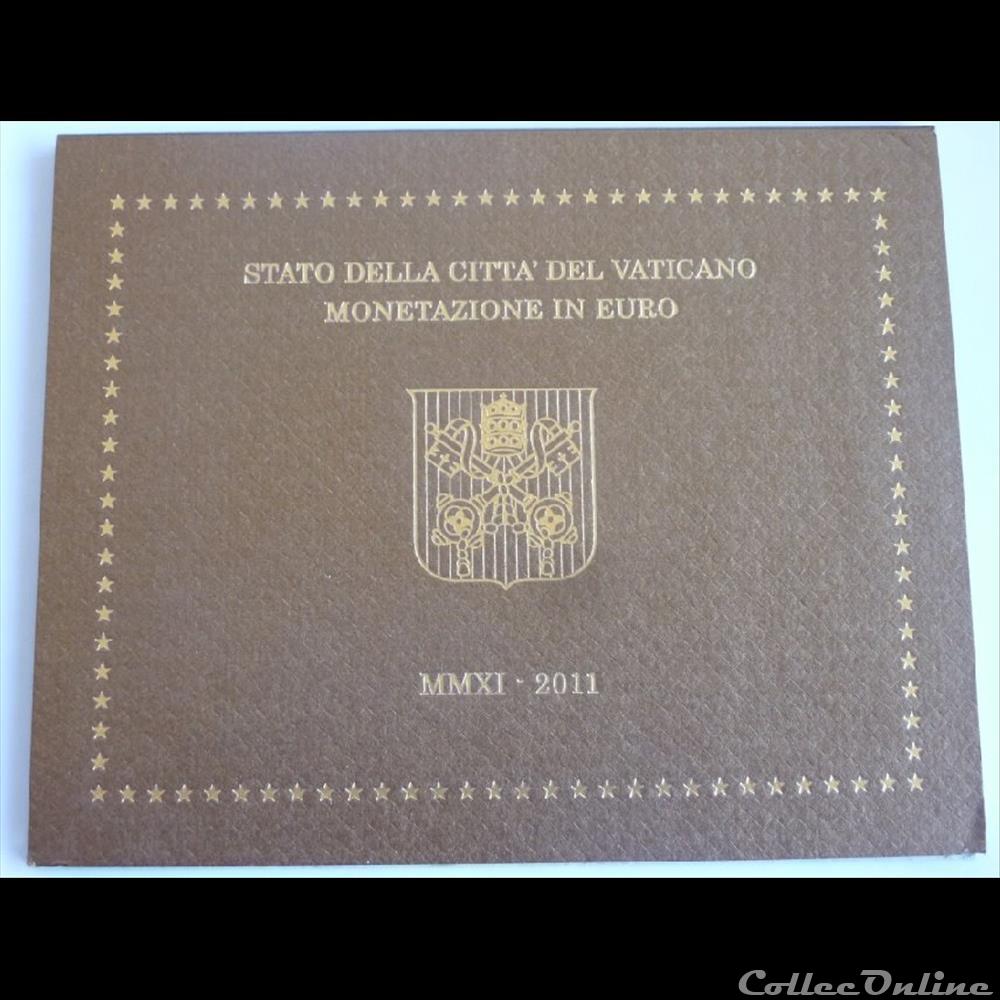 STATO DELLA CITTA' DEL VATICANO
MONETAZIONE IN EURO
MMXI - 2011
CollecOnline